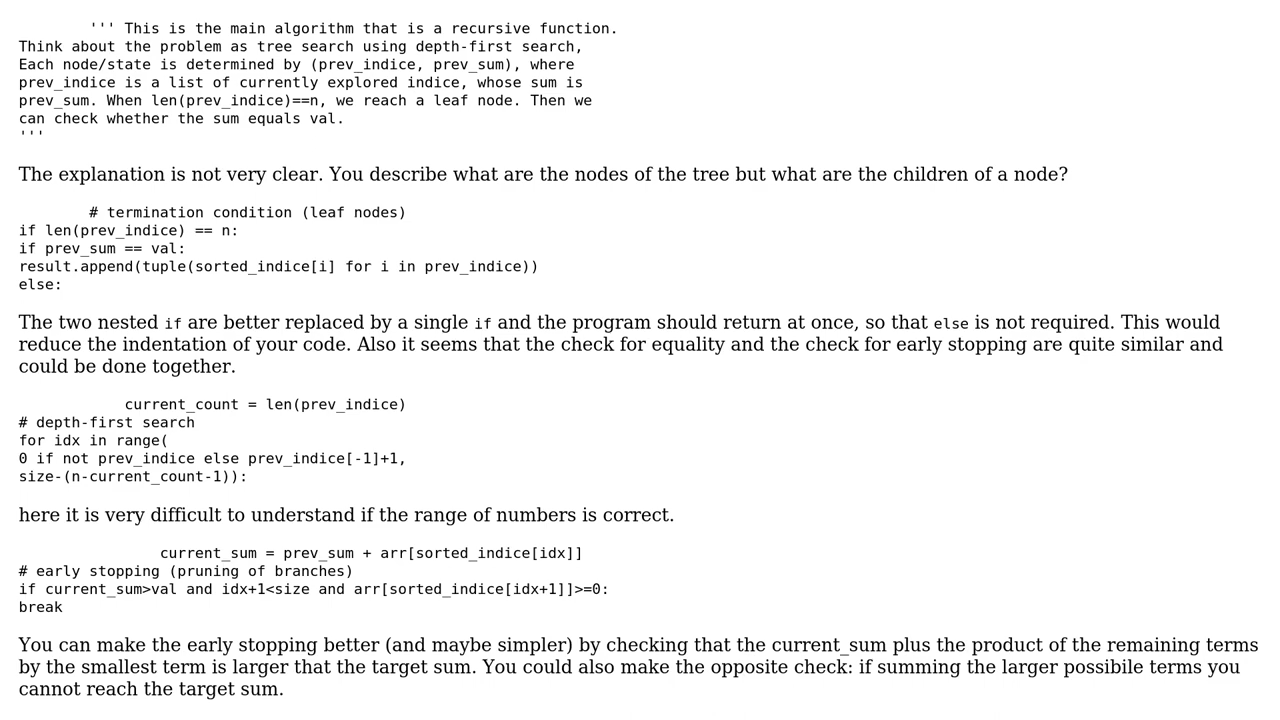 ''' This is the main algorithm that is a recursive function.
Think about the problem as tree search using depth-first search,
Each node/state is determined by (prev_indice, prev_sum), where
prev_indice is a list of currently explored indice, whose sum is
prev_sum. When len(prev_indice)==n, we reach a leaf node. Then we
can check whether the sum equals val.
'''
The explanation is not very clear. You describe what are the nodes of the tree but what are the children of a node?
# termination condition (leaf nodes)
if len(prev_indice) == n:
if prev_sum == val:
result.append(tuple(sorted_indice[i] for i in prev_indice))
else:
The two nested if are better replaced by a single if and the program should return at once, so that else is not required. This would
reduce the indentation of your code. Also it seems that the check for equality and the check for early stopping are quite similar and
could be done together.
current_count = len(prev_indice)
# depth-first search
for idx in range(
0 if not prev_indice else prev_indice[-1]+1,
size-(n-current_count-1)):
here it is very difficult to understand if the range of numbers is correct.
current_sum = prev_sum + arr[sorted_indice[idx]]
# early stopping (pruning of branches)
if current_sum>val and idx+1<size and arr[sorted_indice[idx+1]]>=0:
break
You can make the early stopping better (and maybe simpler) by checking that the current_sum plus the product of the remaining terms
by the smallest term is larger that the target sum. You could also make the opposite check: if summing the larger possibile terms you
cannot reach the target sum.